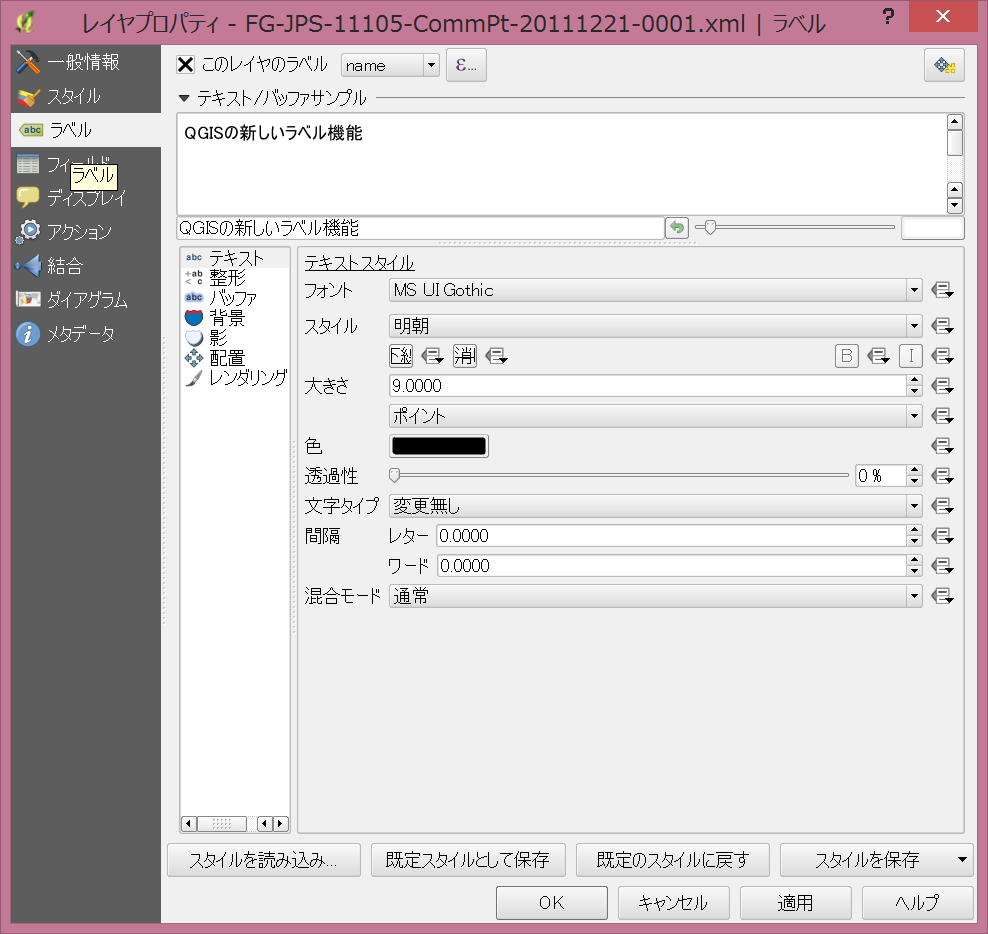 レイヤプロパティ - FG-JPS-11105-CommPt-20111221-0001.xml | ラベル
?
一般情報
スタイル
abc ラベル
フィールド
ラベル
ディスプレイ
アクション
結合
ダイアグラム
メタデータ
このレイヤのラベル name ε...
テキスト/バッファサンプル
QGISの新しいラベル機能
QGISの新しいラベル機能
abc テキスト
+ab < c 整形
abc バッファ
背景
影
配置
レンダリング
テキストスタイル
フォント MS UI Gothic
スタイル 明朝
消 B I
大きさ 9.0000
ポイント
色
透過性 0 %
文字タイプ 変更無し
間隔 レター 0.0000
ワード 0.0000
混合モード 通常
スタイルを読み込み... 既定スタイルとして保存 既定のスタイルに戻す スタイルを保存
OK キャンセル 適用 ヘルプ